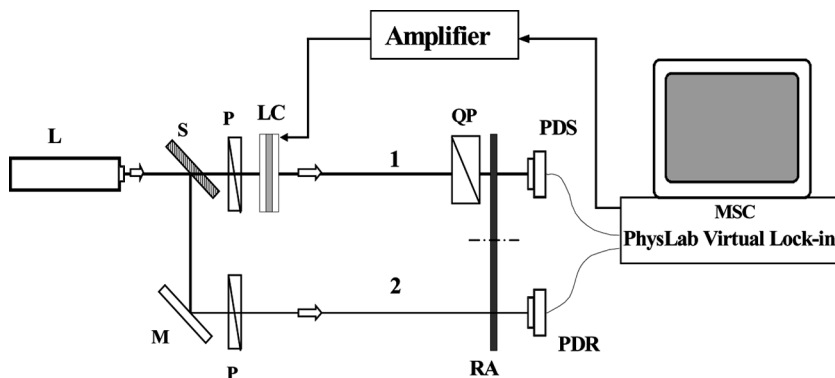 Amplifier
L
S
P
LC
1
QP
PDS
MSC
PhysLab Virtual Lock-in
2
M
P
RA
PDR